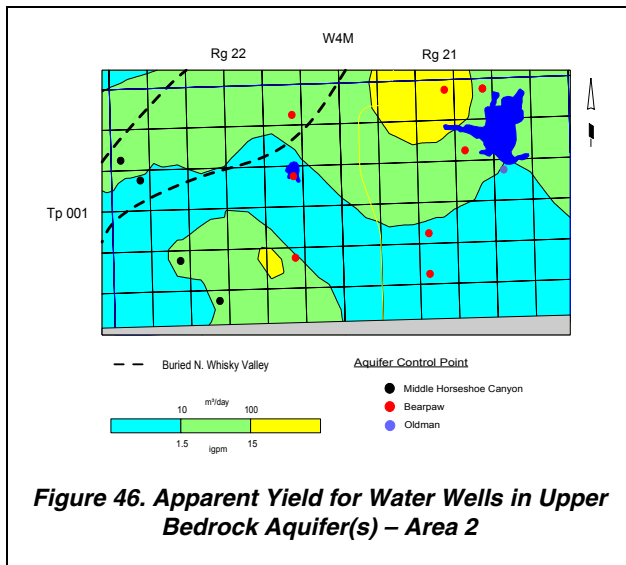 W4M
Rg 22 Rg 21
Tp 001
Buried N. Whisky Valley
Aquifer Control Point
Middle Horseshoe Canyon
Bearpaw
Oldman
10 m³/day 100
1.5 igpm 15
Figure 46. Apparent Yield for Water Wells in Upper
Bedrock Aquifer(s) – Area 2